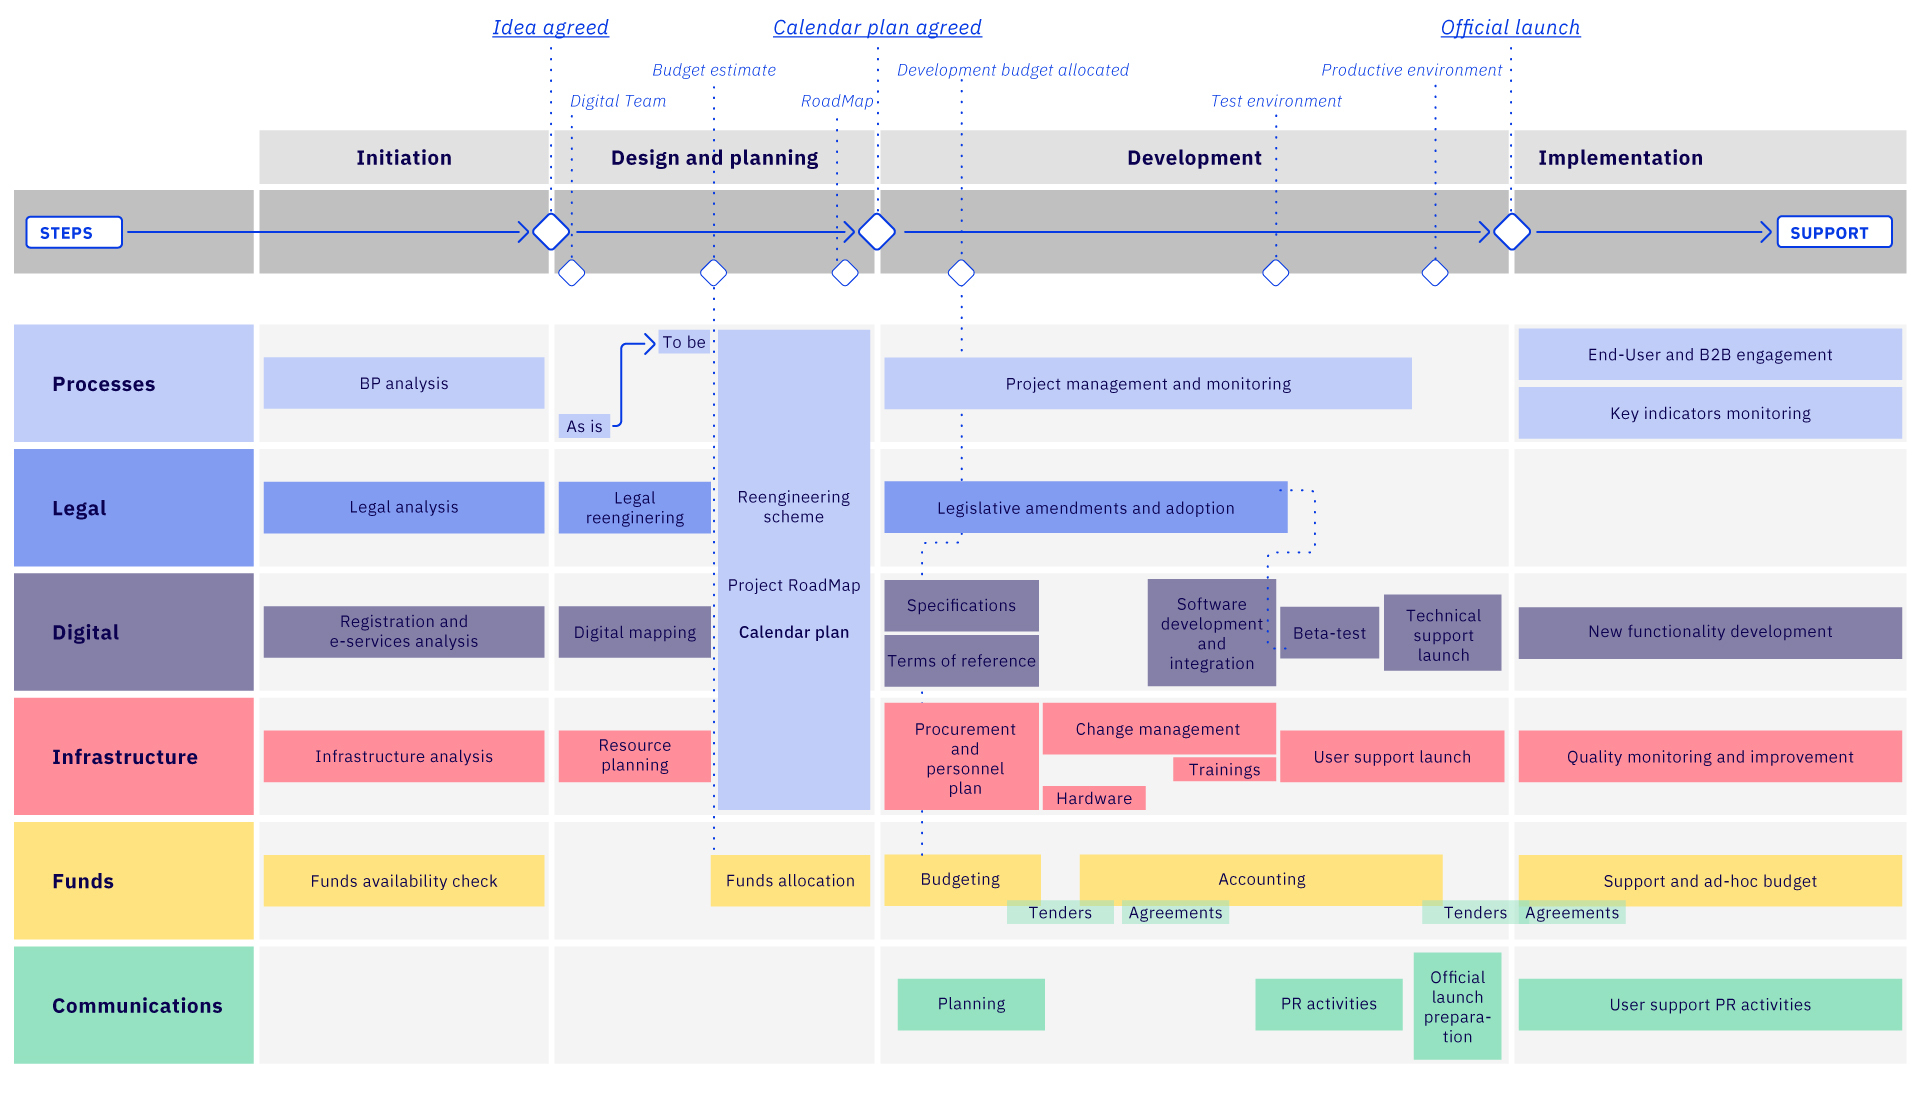 Idea agreed
Calendar plan agreed
Official launch
Budget estimate
Development budget allocated
Productive environment
Digital Team
RoadMap
Test environment
Initiation
Design and planning
Development
Implementation
STEPS
SUPPORT
Processes
BP analysis
As is
To be
Project management and monitoring
End-User and B2B engagement
Key indicators monitoring
Legal
Legal analysis
Legal
reenginering
Reengineering
scheme
Project RoadMap
Calendar plan
Legislative amendments and adoption
Digital
Registration and
e-services analysis
Digital mapping
Specifications
Terms of reference
Software
development
and
integration
Beta-test
Technical
support
launch
New functionality development
Infrastructure
Infrastructure analysis
Resource
planning
Procurement
and
personnel
plan
Change management
Trainings
Hardware
User support launch
Quality monitoring and improvement
Funds
Funds availability check
Funds allocation
Budgeting
Accounting
Support and ad-hoc budget
Tenders
Agreements
Tenders
Agreements
Communications
Planning
PR activities
Official
launch
prepara-
tion
User support PR activities